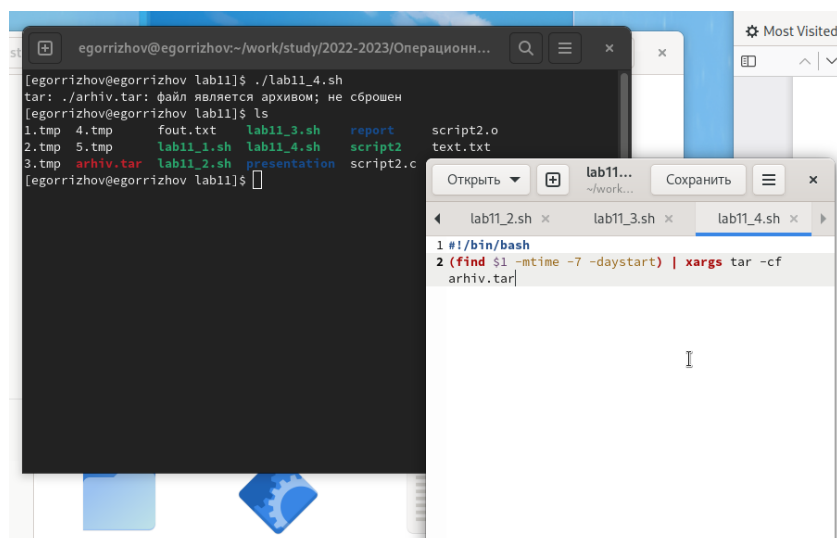 Most Visited
egorrizhov@egorrizhov:~/work/study/2022-2023/Операционн...
[egorrizhov@egorrizhov lab11]$ ./lab11_4.sh
tar: ./arhiv.tar: файл является архивом; не сброшен
[egorrizhov@egorrizhov lab11]$ ls
1.tmp 4.tmp fout.txt lab11_3.sh report script2.o
2.tmp 5.tmp lab11_1.sh lab11_4.sh script2 text.txt
3.tmp arhiv.tar lab11_2.sh presentation script2.c
[egorrizhov@egorrizhov lab11]$
Открыть lab11... Сохранить
~/work...
lab11_2.sh lab11_3.sh lab11_4.sh
1 #!/bin/bash
2 (find $1 -mtime -7 -daystart) | xargs tar -cf
arhiv.tar